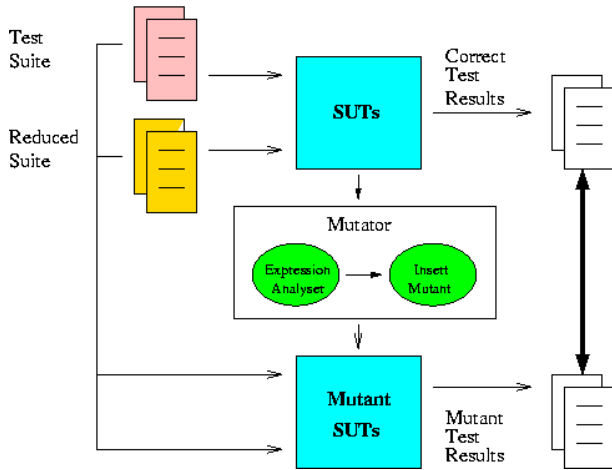 Test
Suite
Correct
Test
Results
SUTs
Reduced
Suite
Mutator
Expression
Analyser
Insert
Mutant
Mutant
SUTs
Mutant
Test
Results